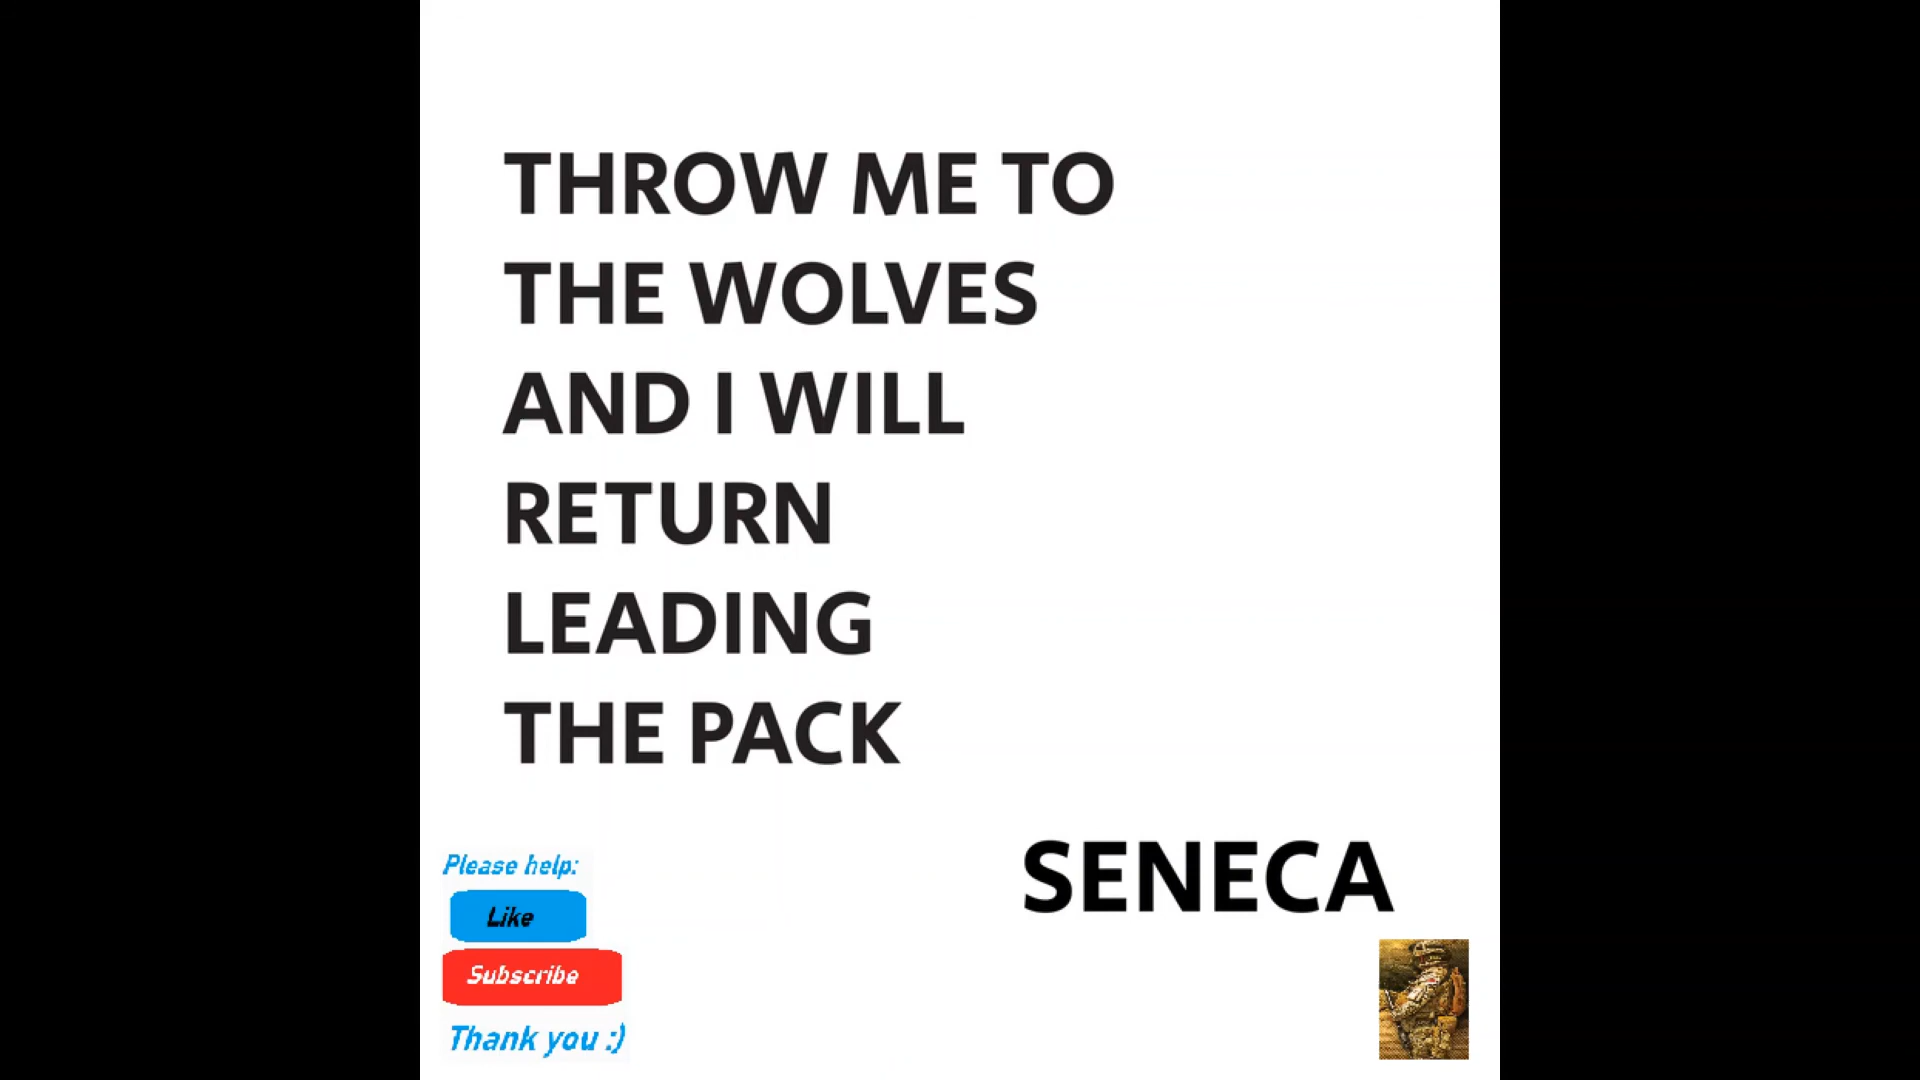 THROW ME TO
THE WOLVES
AND I WILL
RETURN
LEADING
THE PACK
SENECA
Please help:
Like
Subscribe
Thank you :)